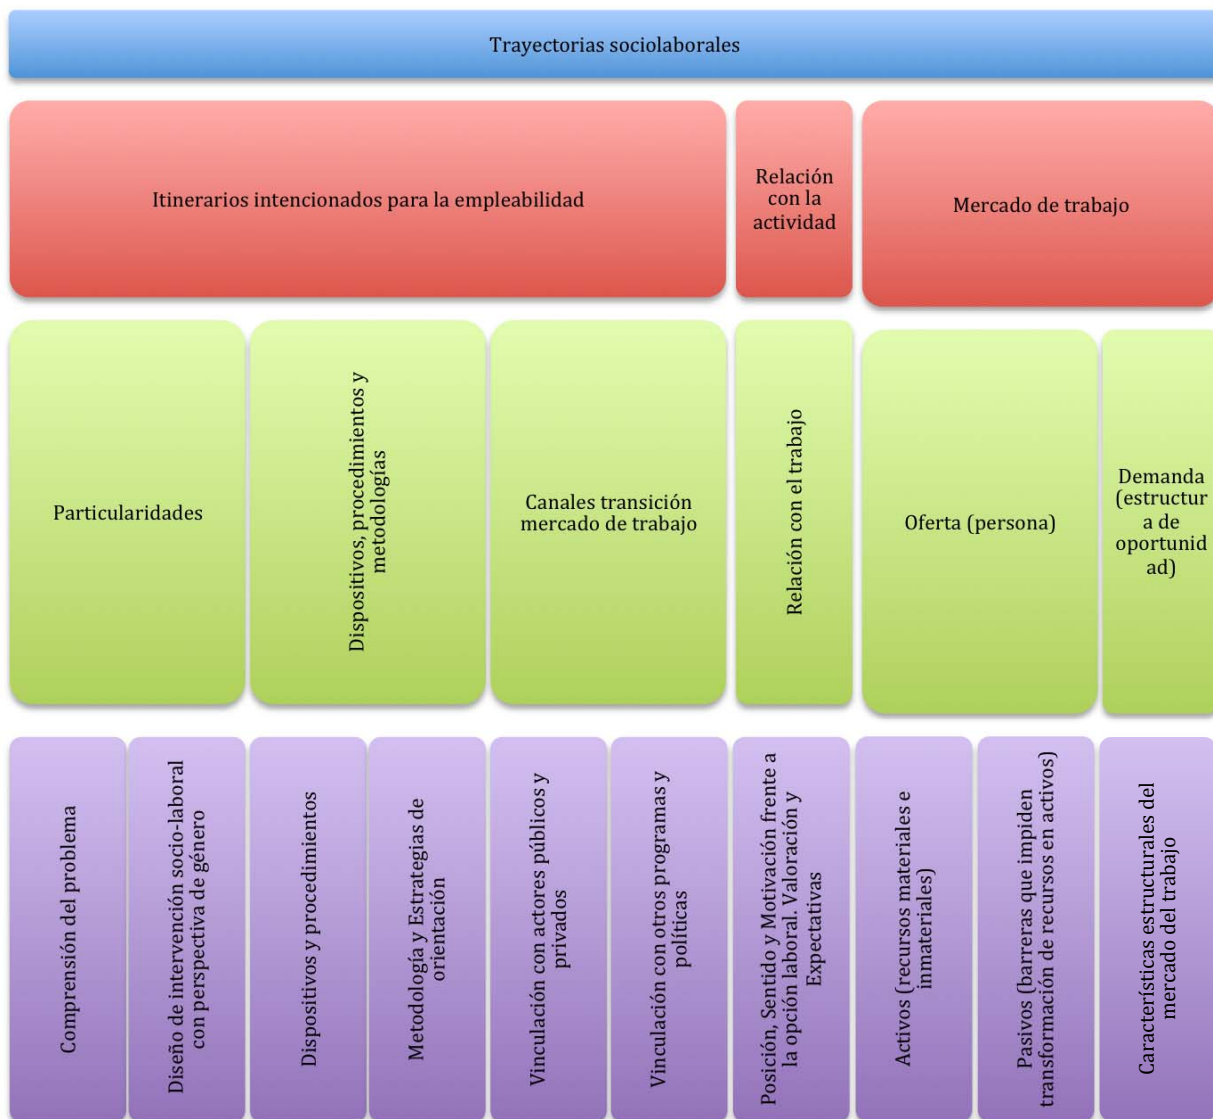 Trayectorias sociolaborales
Itinerarios intencionados para la empleabilidad
Relación
con la
actividad
Mercado de trabajo
Particularidades
Dispositivos, procedimientos y
metodologías
Canales transición
mercado de trabajo
Relación con el trabajo
Oferta (persona)
Demanda
(estructur
a de
oportunid
ad)
Comprensión del problema
Diseño de intervención socio-laboral
con perspectiva de género
Dispositivos y procedimientos
Metodología y Estrategias de
orientación
Vinculación con actores públicos y
privados
Vinculación con otros programas y
políticas
Posición, Sentido y Motivación frente a
la opción laboral. Valoración y
Expectativas
Activos (recursos materiales e
inmateriales)
Pasivos (barreras que impiden
transformación de recursos en activos)
Características estructurales del
mercado del trabajo